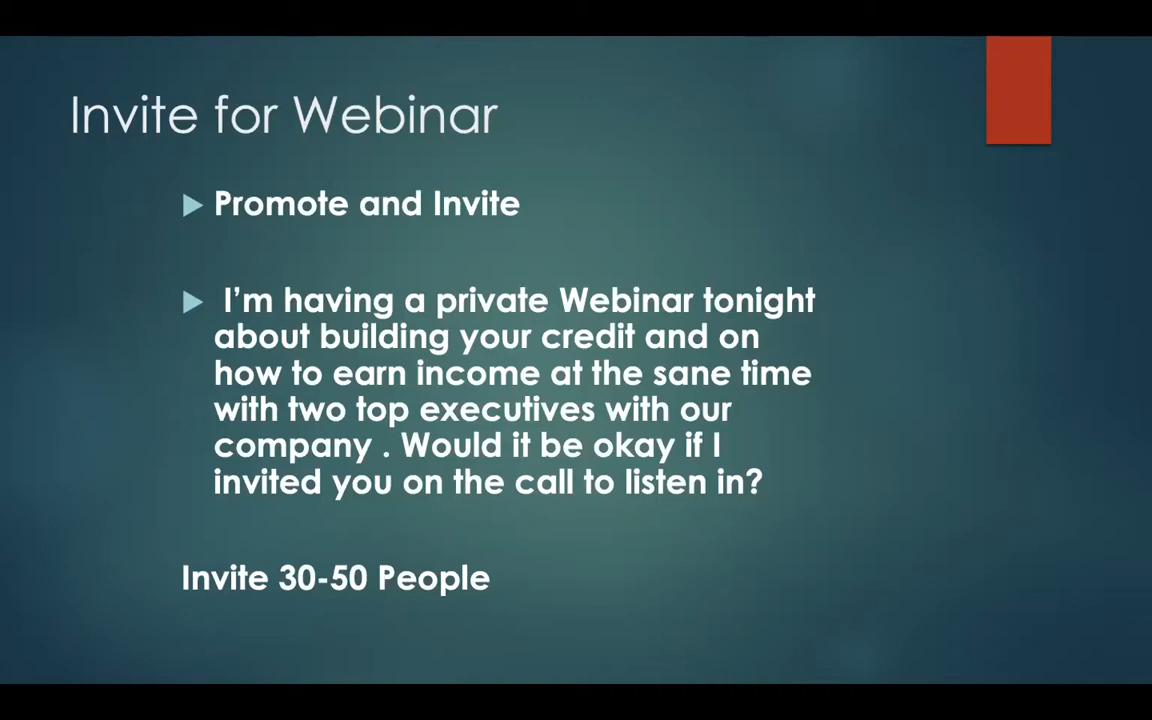 Invite for Webinar
Promote and Invite
I'm having a private Webinar tonight
about building your credit and on
how to earn income at the sane time
with two top executives with our
company . Would it be okay if I
invited you on the call to listen in?
Invite 30-50 People